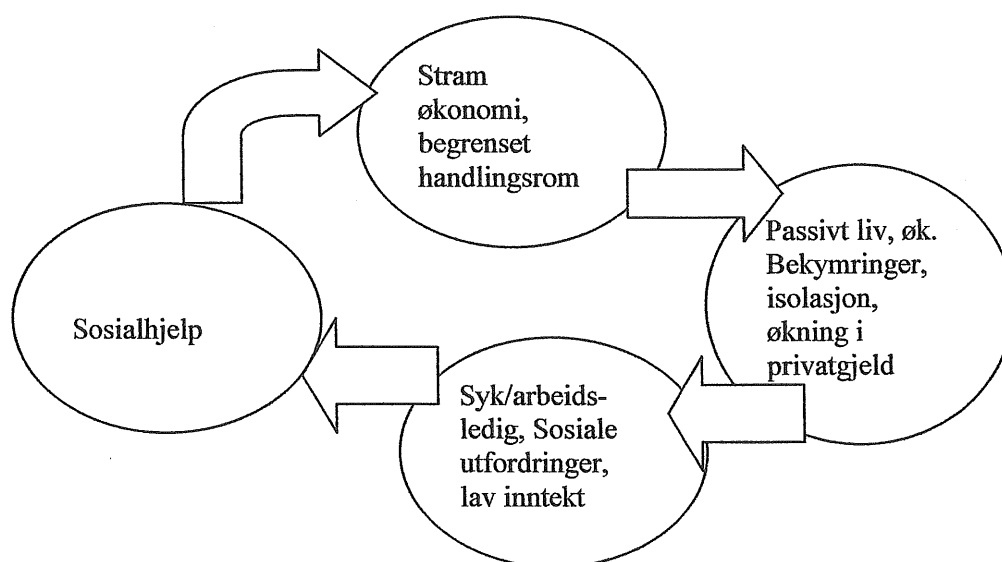 Stram
økonomi,
begrenset
handlingsrom
Passivt liv, øk.
Bekymringer,
isolasjon,
økning i
privatgjeld
Syk/arbeids-
ledig, Sosiale
utfordringer,
lav inntekt
Sosialhjelp